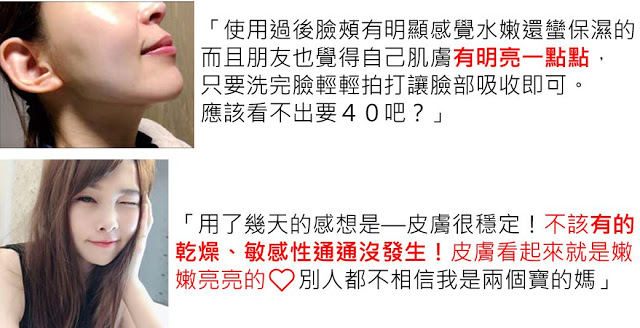 「使用過後臉頰有明顯感覺水嫩還蠻保濕的
而且朋友也覺得自己肌膚有明亮一點點，
只要洗完臉輕輕拍打讓臉部吸收即可。
應該看不出要４０吧？」
「用了幾天的感想是—皮膚很穩定！不該有的
乾燥、敏感性通通沒發生！皮膚看起來就是嫩
嫩亮亮的♡別人都不相信我是兩個寶的媽」